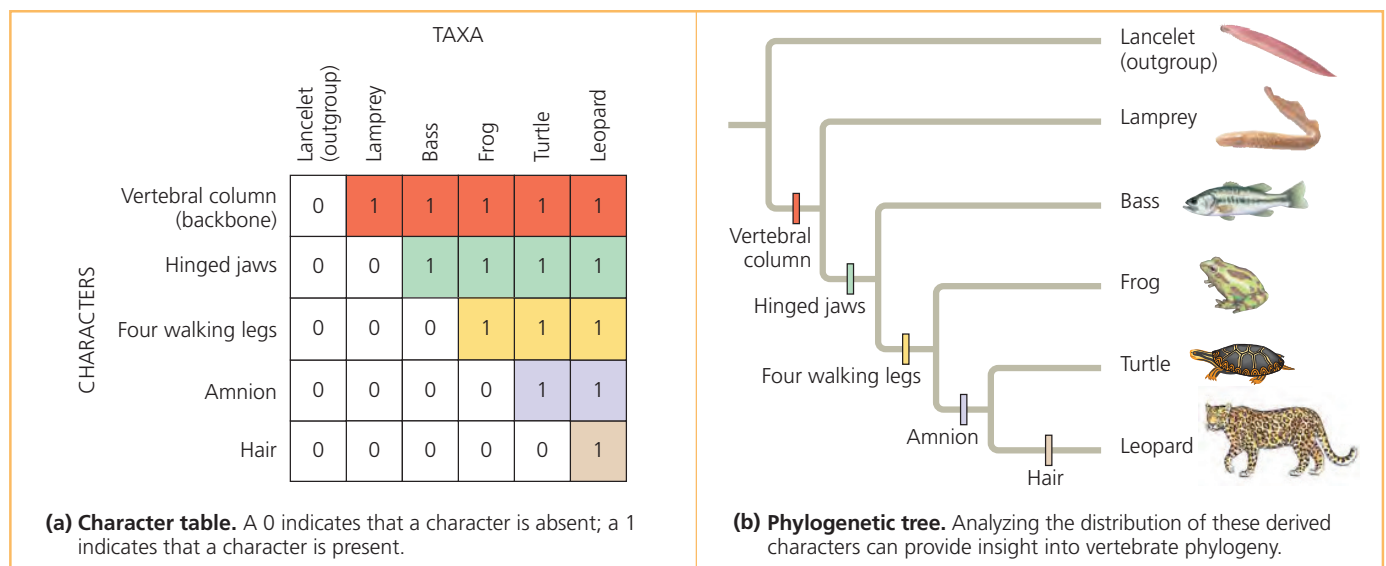 TAXA
Lancelet
(outgroup)
Lamprey
Bass
Frog
Turtle
Leopard
CHARACTERS
Vertebral column
(backbone)
0 1 1 1 1 1
Hinged jaws
0 0 1 1 1 1
Four walking legs
0 0 0 1 1 1
Amnion
0 0 0 0 1 1
Hair
0 0 0 0 0 1
(a) Character table. A 0 indicates that a character is absent; a 1
indicates that a character is present.
Lancelet
(outgroup)
Lamprey
Bass
Vertebral
column
Frog
Hinged jaws
Turtle
Four walking legs
Amnion
Leopard
Hair
(b) Phylogenetic tree. Analyzing the distribution of these derived
characters can provide insight into vertebrate phylogeny.